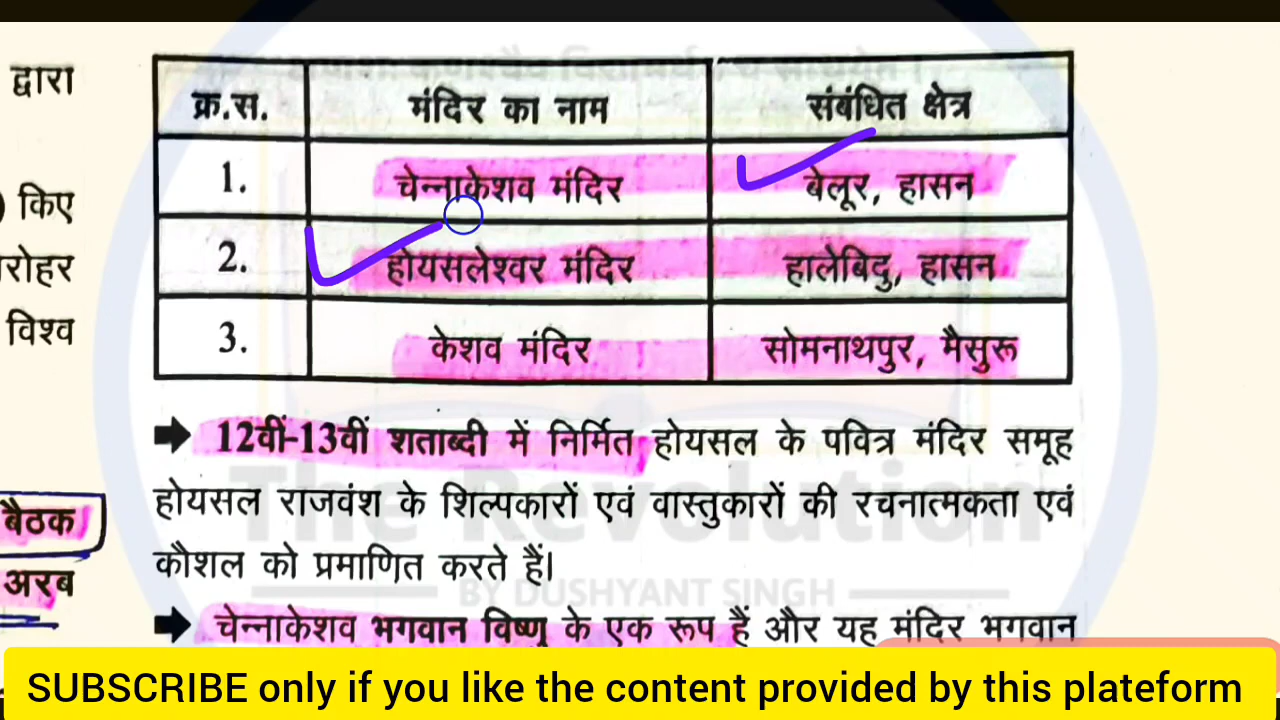 द्वारा
किए
रोहर
विश्व
बैठक
अरब
क्र.स. मंदिर का नाम संबंधित क्षेत्र
1. चेन्नाकेशव मंदिर बेलूर, हासन
2. होयसलेश्वर मंदिर हालेबिदु, हासन
3. केशव मंदिर सोमनाथपुर, मैसुरू
➡ 12वीं-13वीं शताब्दी में निर्मित होयसल के पवित्र मंदिर समूह
होयसल राजवंश के शिल्पकारों एवं वास्तुकारों की रचनात्मकता एवं
कौशल को प्रमाणित करते हैं।
The Revolution
BY DUSHYANT SINGH
➡ चेन्नाकेशव भगवान विष्णु के एक रूप हैं और यह मंदिर भगवान
SUBSCRIBE only if you like the content provided by this plateform